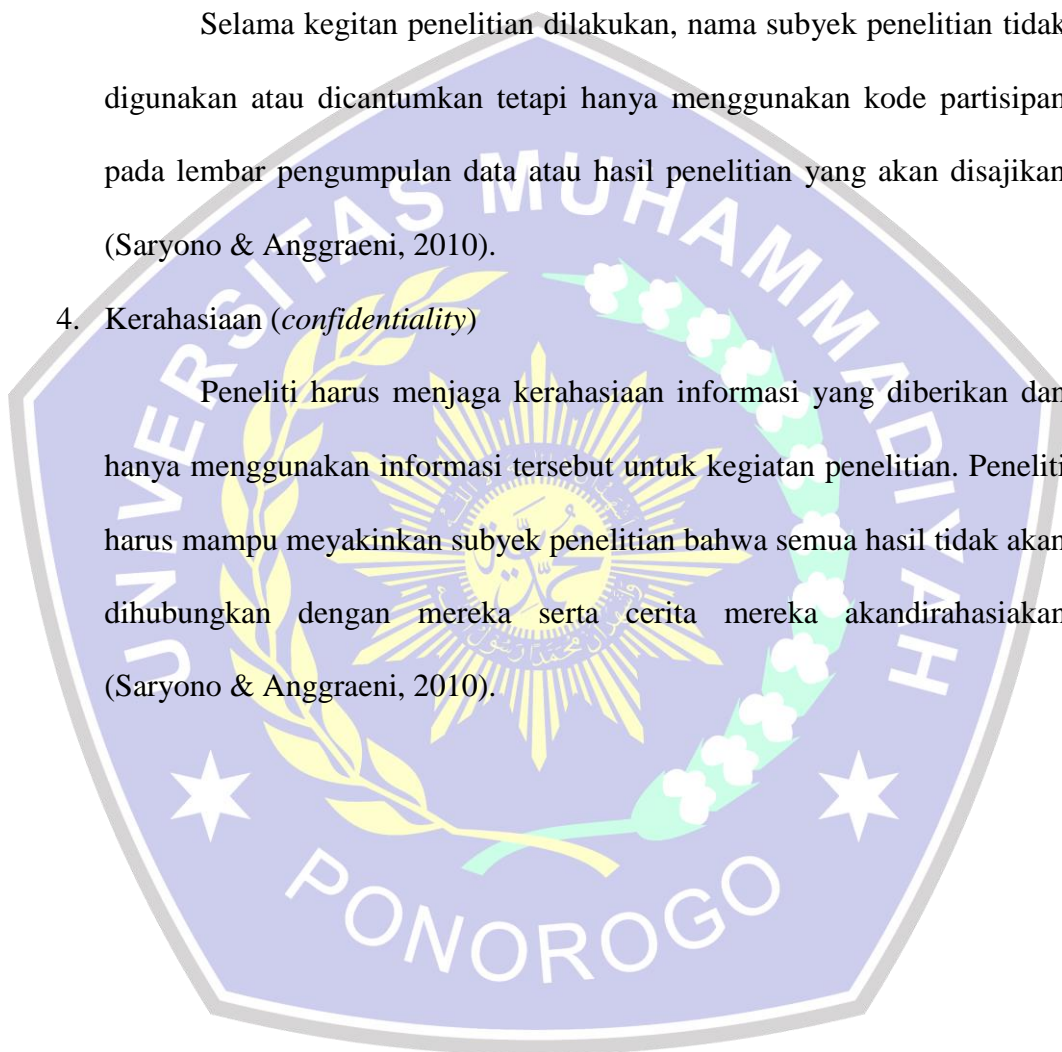 Selama kegitan penelitian dilakukan, nama subyek penelitian tidak
digunakan atau dicantumkan tetapi hanya menggunakan kode partisipan
pada lembar pengumpulan data atau hasil penelitian yang akan disajikan
(Saryono & Anggraeni, 2010).
4. Kerahasiaan (confidentiality)
Peneliti harus menjaga kerahasiaan informasi yang diberikan dan
hanya menggunakan informasi tersebut untuk kegiatan penelitian. Peneliti
harus mampu meyakinkan subyek penelitian bahwa semua hasil tidak akan
dihubungkan dengan mereka serta cerita mereka akandirahasiakan
(Saryono & Anggraeni, 2010).
UNIVERSITAS MUHAMMADIYAH
PONOROGO